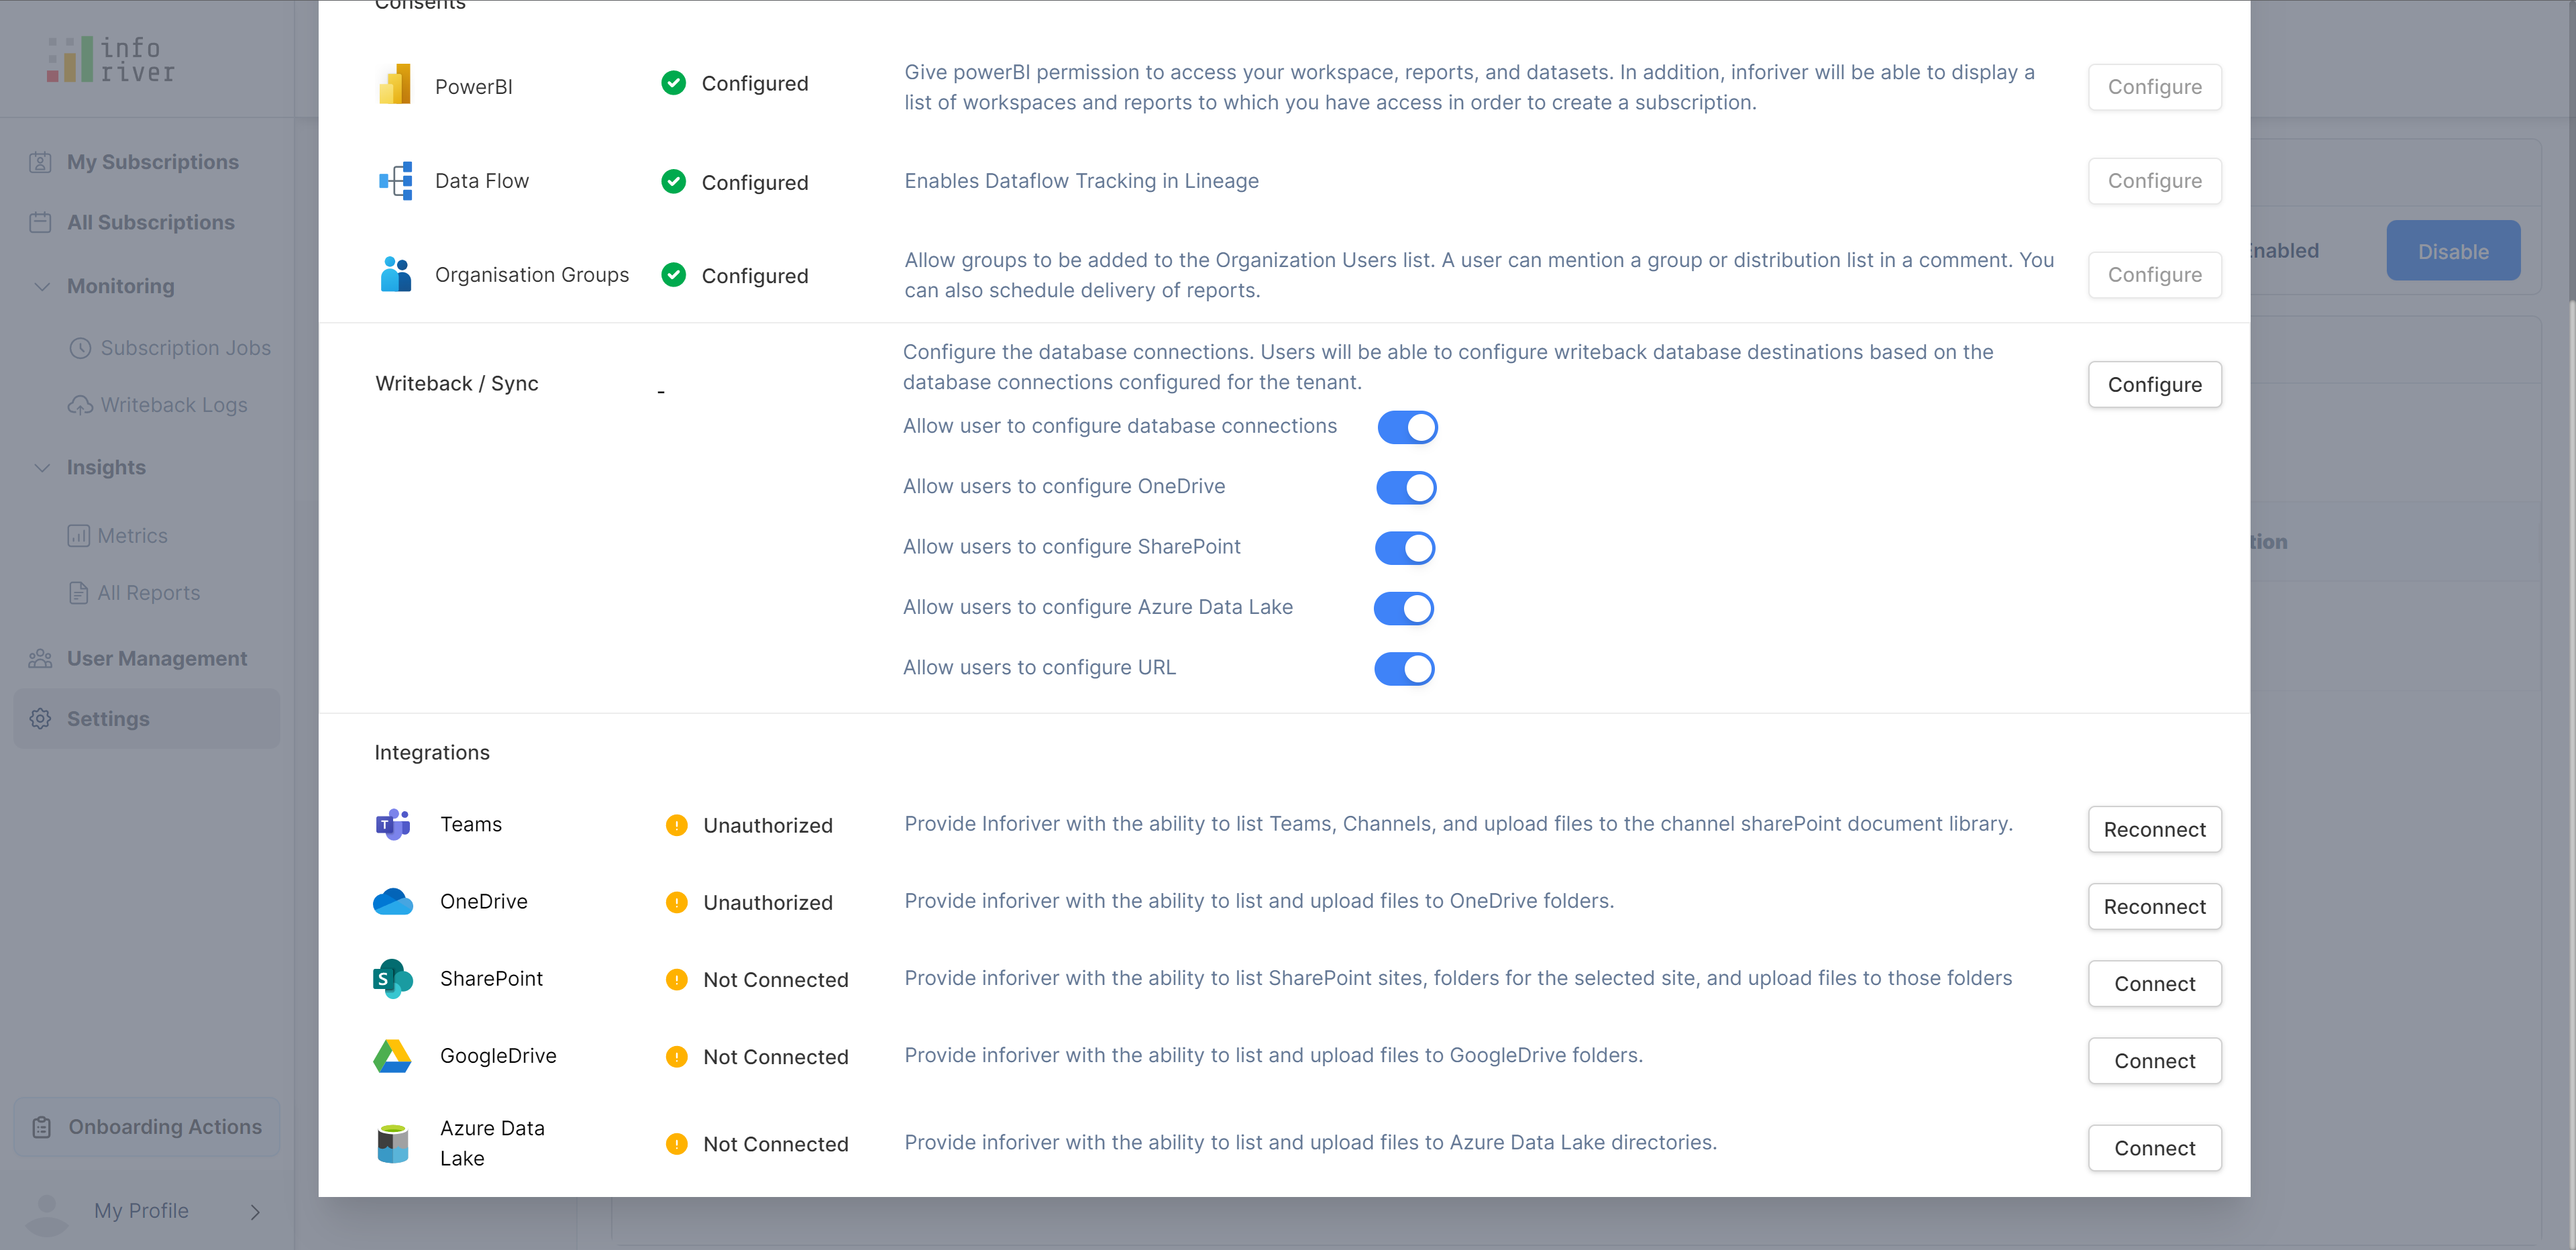 info
river
My Subscriptions
All Subscriptions
Monitoring
Subscription Jobs
Writeback Logs
Insights
Metrics
All Reports
User Management
Settings
Onboarding Actions
My Profile
Consents
PowerBI
Configured
Give powerBI permission to access your workspace, reports, and datasets. In addition, inforiver will be able to display a
list of workspaces and reports to which you have access in order to create a subscription.
Configure
Data Flow
Configured
Enables Dataflow Tracking in Lineage
Configure
Organisation Groups
Configured
Allow groups to be added to the Organization Users list. A user can mention a group or distribution list in a comment. You
can also schedule delivery of reports.
Configure
Writeback / Sync
-
Configure the database connections. Users will be able to configure writeback database destinations based on the
database connections configured for the tenant.
Configure
Allow user to configure database connections
Allow users to configure OneDrive
Allow users to configure SharePoint
Allow users to configure Azure Data Lake
Allow users to configure URL
Integrations
Teams
Unauthorized
Provide Inforiver with the ability to list Teams, Channels, and upload files to the channel sharePoint document library.
Reconnect
OneDrive
Unauthorized
Provide inforiver with the ability to list and upload files to OneDrive folders.
Reconnect
SharePoint
Not Connected
Provide inforiver with the ability to list SharePoint sites, folders for the selected site, and upload files to those folders
Connect
GoogleDrive
Not Connected
Provide inforiver with the ability to list and upload files to GoogleDrive folders.
Connect
Azure Data
Lake
Not Connected
Provide inforiver with the ability to list and upload files to Azure Data Lake directories.
Connect
Enabled
Disable
tion